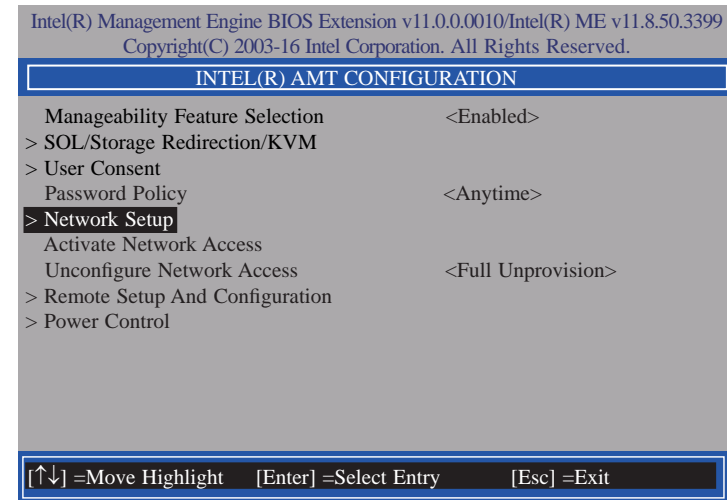 Intel(R) Management Engine BIOS Extension v11.0.0.0010/Intel(R) ME v11.8.50.3399
Copyright(C) 2003-16 Intel Corporation. All Rights Reserved.
INTEL(R) AMT CONFIGURATION
Manageability Feature Selection <Enabled>
> SOL/Storage Redirection/KVM
> User Consent
Password Policy <Anytime>
> Network Setup
Activate Network Access
Unconfigure Network Access <Full Unprovision>
> Remote Setup And Configuration
> Power Control
[↑↓] =Move Highlight [Enter] =Select Entry [Esc] =Exit